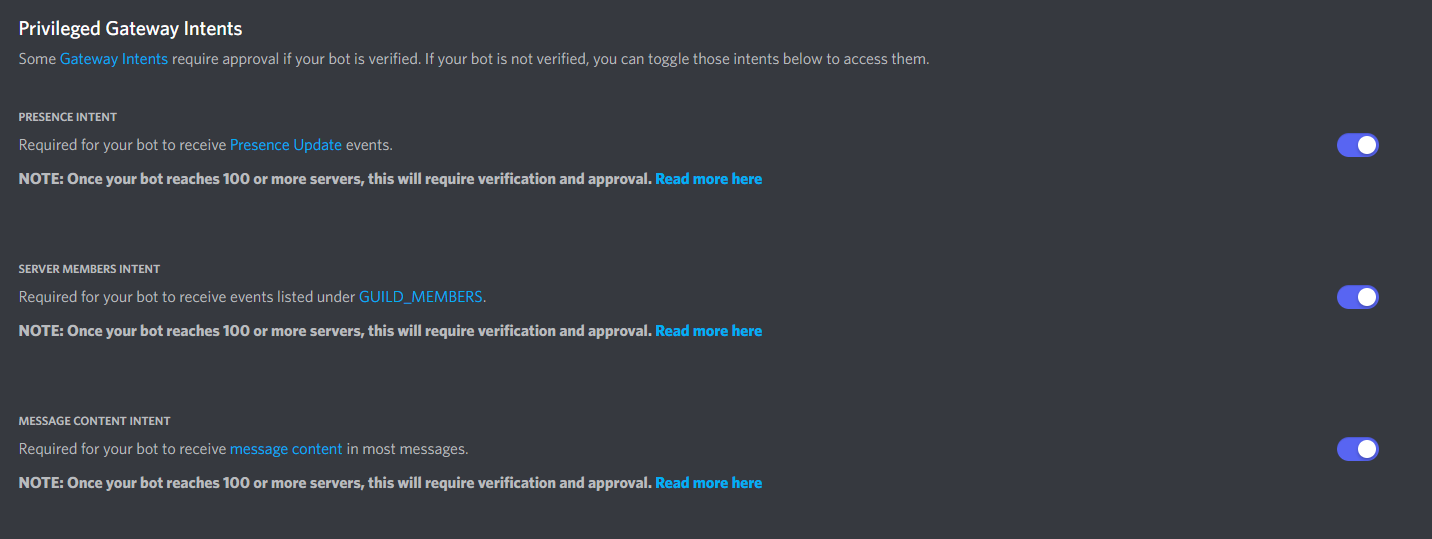 Privileged Gateway Intents
Some Gateway Intents require approval if your bot is verified. If your bot is not verified, you can toggle those intents below to access them.
PRESENCE INTENT
Required for your bot to receive Presence Update events.
NOTE: Once your bot reaches 100 or more servers, this will require verification and approval. Read more here
SERVER MEMBERS INTENT
Required for your bot to receive events listed under GUILD_MEMBERS.
NOTE: Once your bot reaches 100 or more servers, this will require verification and approval. Read more here
MESSAGE CONTENT INTENT
Required for your bot to receive message content in most messages.
NOTE: Once your bot reaches 100 or more servers, this will require verification and approval. Read more here